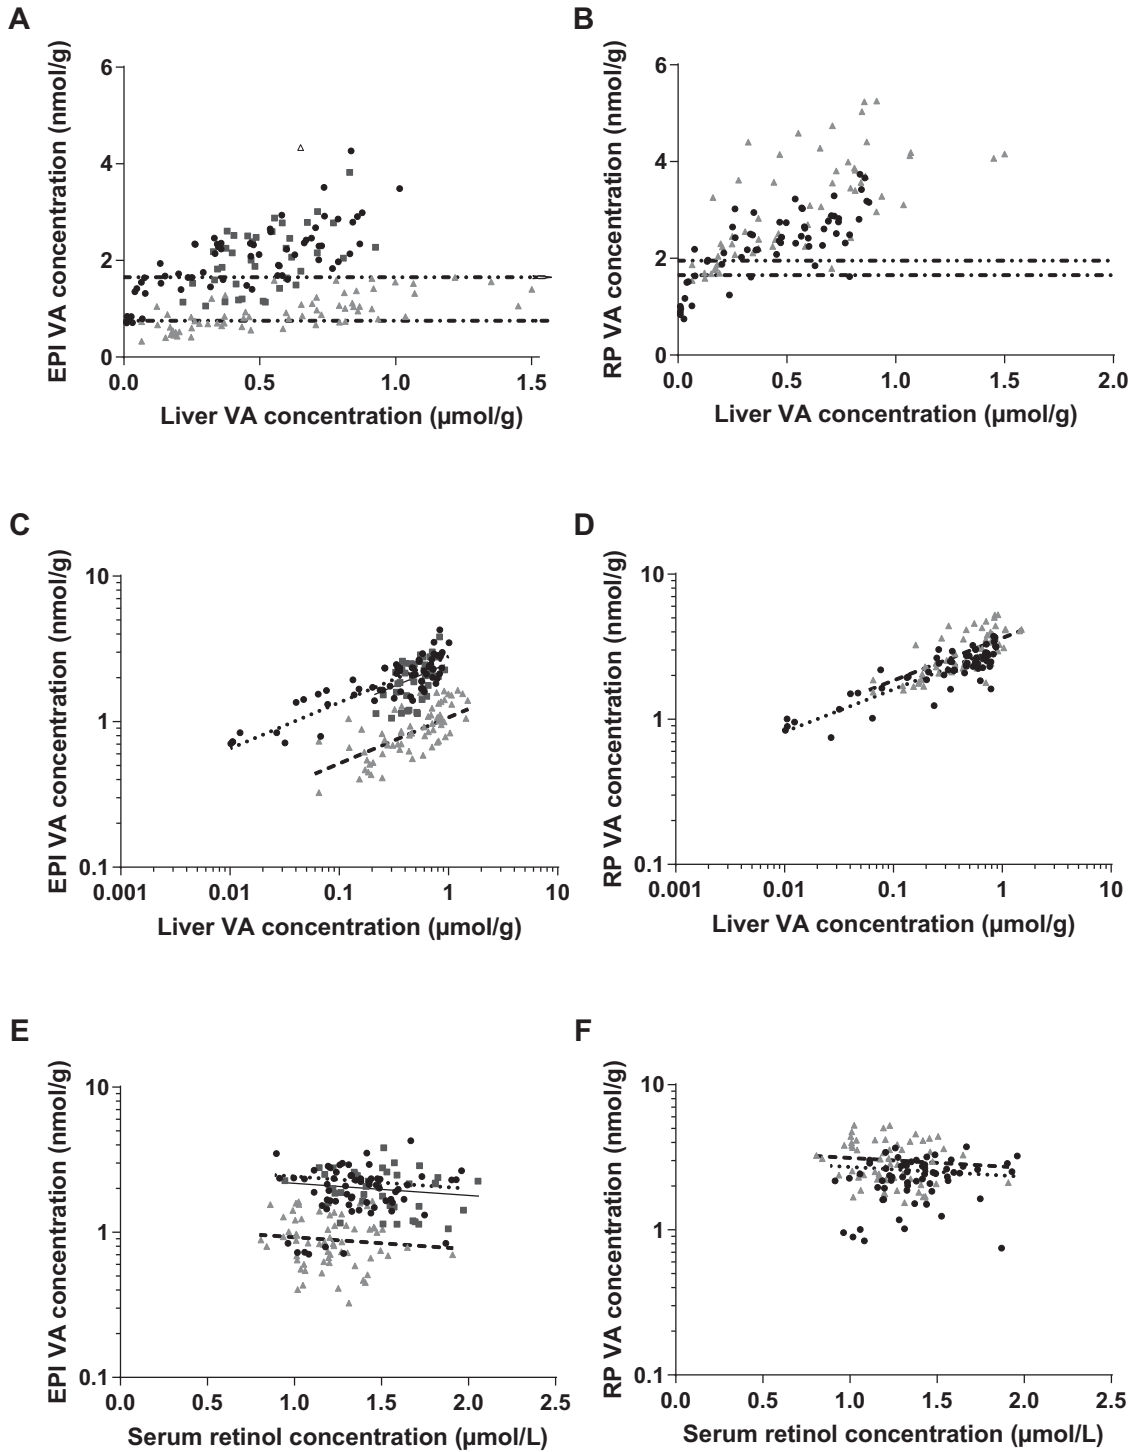 A
EPI VA concentration (nmol/g)
6
4
2
0
0.0 0.5 1.0 1.5
Liver VA concentration (µmol/g)
B
RP VA concentration (nmol/g)
6
4
2
0
0.0 0.5 1.0 1.5 2.0
Liver VA concentration (µmol/g)
C
EPI VA concentration (nmol/g)
10
1
0.1
0.001 0.01 0.1 1 10
Liver VA concentration (µmol/g)
D
RP VA concentration (nmol/g)
10
1
0.1
0.001 0.01 0.1 1 10
Liver VA concentration (µmol/g)
E
EPI VA concentration (nmol/g)
10
1
0.1
0.0 0.5 1.0 1.5 2.0 2.5
Serum retinol concentration (µmol/L)
F
RP VA concentration (nmol/g)
10
1
0.1
0.0 0.5 1.0 1.5 2.0 2.5
Serum retinol concentration (µmol/L)